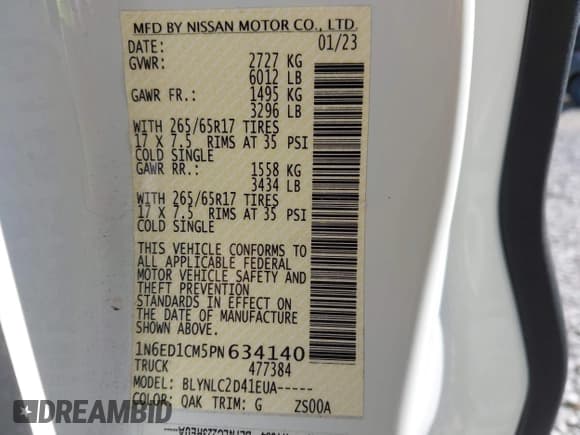 MFD BY NISSAN MOTOR CO., LTD.
DATE: 01/23
GVWR: 2727 KG
6012 LB
GAWR FR.: 1495 KG
3296 LB
WITH 265/65R17 TIRES
17 X 7.5 RIMS AT 35 PSI
COLD SINGLE
GAWR RR.: 1558 KG
3434 LB
WITH 265/65R17 TIRES
17 X 7.5 RIMS AT 35 PSI
COLD SINGLE
THIS VEHICLE CONFORMS TO
ALL APPLICABLE FEDERAL
MOTOR VEHICLE SAFETY AND
THEFT PREVENTION
STANDARDS IN EFFECT ON
THE DATE OF MANUFACTURE
SHOWN ABOVE.
1N6ED1CM5PN634140
TRUCK 477384
MODEL: BLYNLC2D41EUA-----
COLOR: QAK TRIM: G ZS00A
DREAMBID